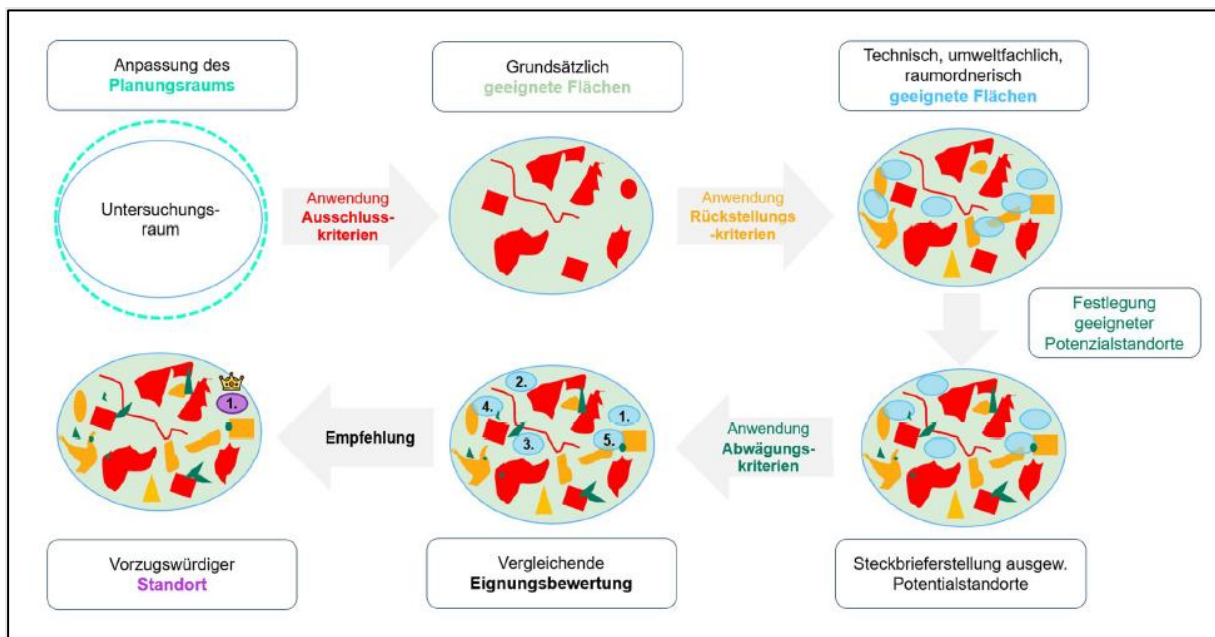 Anpassung des
Planungsraums
Grundsätzlich
geeignete Flächen
Technisch, umweltfachlich,
raumordnerisch
geeignete Flächen
Untersuchungs-
raum
Anwendung
Ausschluss-
kriterien
Anwendung
Rückstellungs
-kriterien
Festlegung
geeigneter
Potenzialstandorte
1.
Empfehlung
2.
4.
1.
3.
5.
Anwendung
Abwägungs-
kriterien
Vorzugswürdiger
Standort
Vergleichende
Eignungsbewertung
Steckbrieferstellung ausgew.
Potentialstandorte